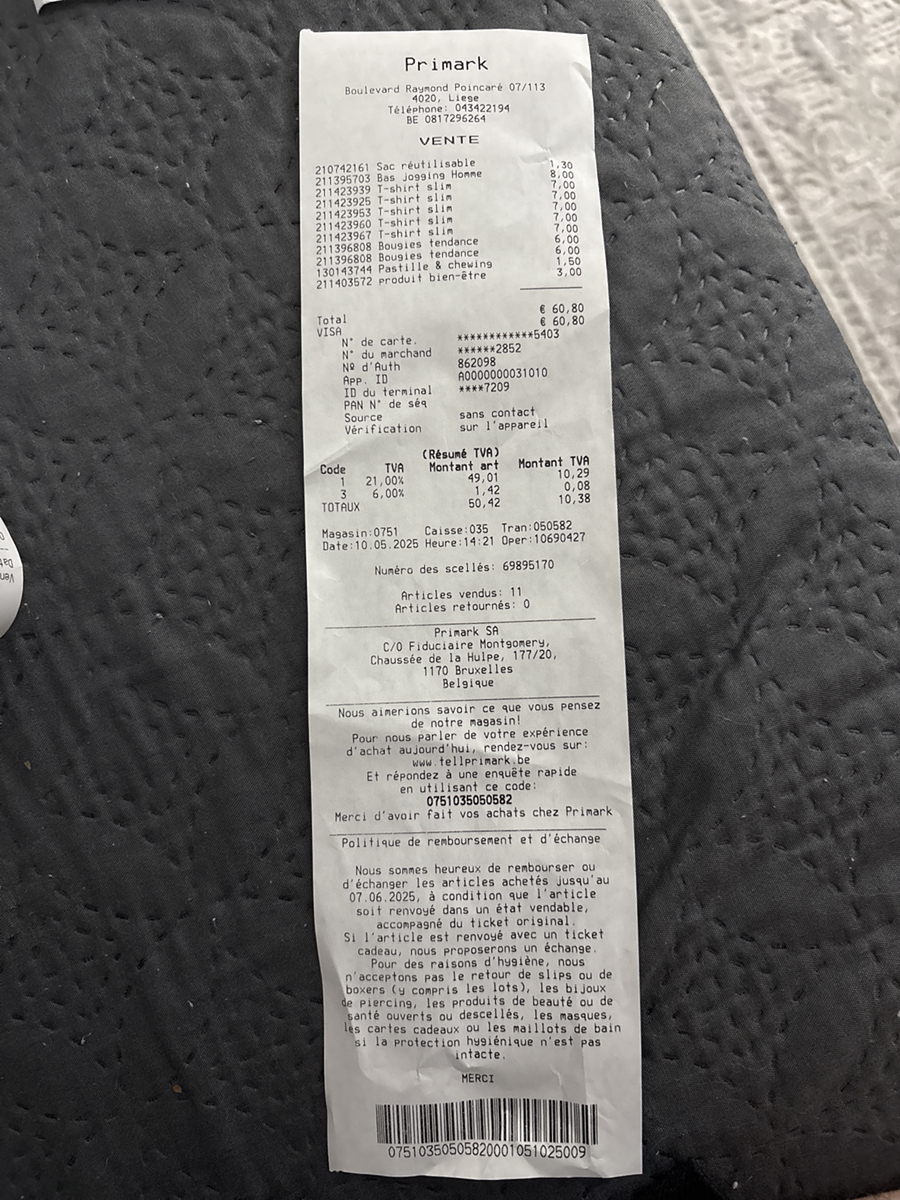 Primark
Boulevard Raymond Poincaré 07/113
4020, Liege
Téléphone: 043422194
BE 0817296264
VENTE
210742161 Sac réutilisable 1,30
211395703 Bas jogging Homme 8,00
211423939 T-shirt slim 7,00
211423925 T-shirt slim 7,00
211423953 T-shirt slim 7,00
211423960 T-shirt slim 7,00
211423967 T-shirt slim 7,00
211396808 Bougies tendance 6,00
211396808 Bougies tendance 6,00
130143744 Pastille & chewing 1,50
211403572 produit bien-être 3,00
Total € 60,80
VISA € 60,80
N° de carte. ************5403
N° du marchand ******2852
Nº d'Auth 862098
App. ID A0000000031010
ID du terminal ****7209
PAN N° de séq
Source sans contact
Vérification sur l'appareil
(Résumé TVA)
Code TVA Montant art Montant TVA
1 21,00% 49,01 10,29
3 6,00% 1,42 0,08
TOTAUX 50,42 10,38
Magasin:0751 Caisse:035 Tran:050582
Date:10.05.2025 Heure:14:21 Oper:10690427
Numéro des scellés: 69895170
Articles vendus: 11
Articles retournés: 0
Primark SA
C/O Fiduciaire Montgomery,
Chaussée de la Hulpe, 177/20,
1170 Bruxelles
Belgique
Nous aimerions savoir ce que vous pensez
de notre magasin!
Pour nous parler de votre expérience
d'achat aujourd'hui, rendez-vous sur:
www.tellprimark.be
Et répondez à une enquête rapide
en utilisant ce code:
0751035050582
Merci d'avoir fait vos achats chez Primark
Politique de remboursement et d'échange
Nous sommes heureux de rembourser ou
d'échanger les articles achetés jusqu'au
07.06.2025, à condition que l'article
soit renvoyé dans un état vendable,
accompagné du ticket original.
Si l'article est renvoyé avec un ticket
cadeau, nous proposerons un échange.
Pour des raisons d'hygiène, nous
n'acceptons pas le retour de slips ou de
boxers (y compris les lots), les bijoux
de piercing, les produits de beauté ou de
santé ouverts ou descellés, les masques,
les cartes cadeaux ou les maillots de bain
si la protection hygiénique n'est pas
intacte.
MERCI
07510350505820001051025009